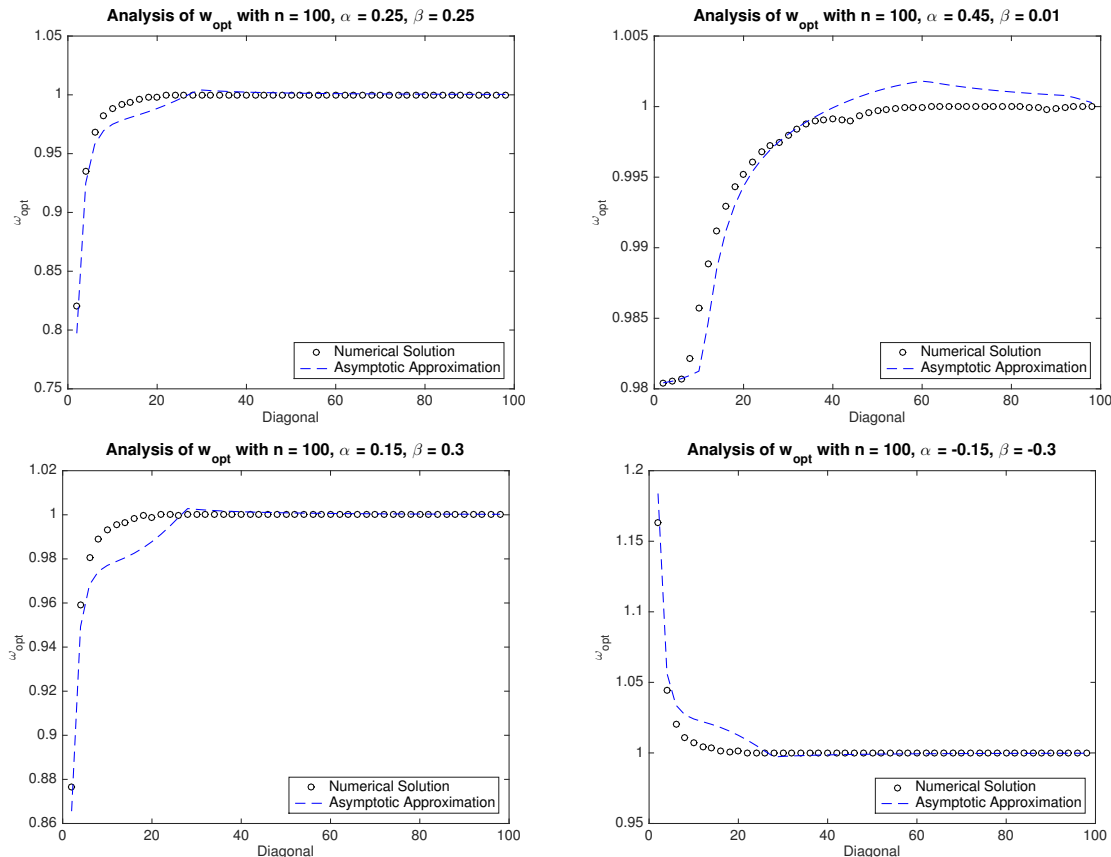 Analysis of w_opt with n = 100, α = 0.25, β = 0.25
1.05
1
0.95
0.9
0.85
0.8
0.75
ω_opt
0 20 40 60 80 100
Diagonal
Numerical Solution
Asymptotic Approximation
Analysis of w_opt with n = 100, α = 0.45, β = 0.01
1.005
1
0.995
0.99
0.985
0.98
ω_opt
0 20 40 60 80 100
Diagonal
Numerical Solution
Asymptotic Approximation
Analysis of w_opt with n = 100, α = 0.15, β = 0.3
1.02
1
0.98
0.96
0.94
0.92
0.9
0.88
0.86
ω_opt
0 20 40 60 80 100
Diagonal
Numerical Solution
Asymptotic Approximation
Analysis of w_opt with n = 100, α = -0.15, β = -0.3
1.2
1.15
1.1
1.05
1
0.95
ω_opt
0 20 40 60 80 100
Diagonal
Numerical Solution
Asymptotic Approximation